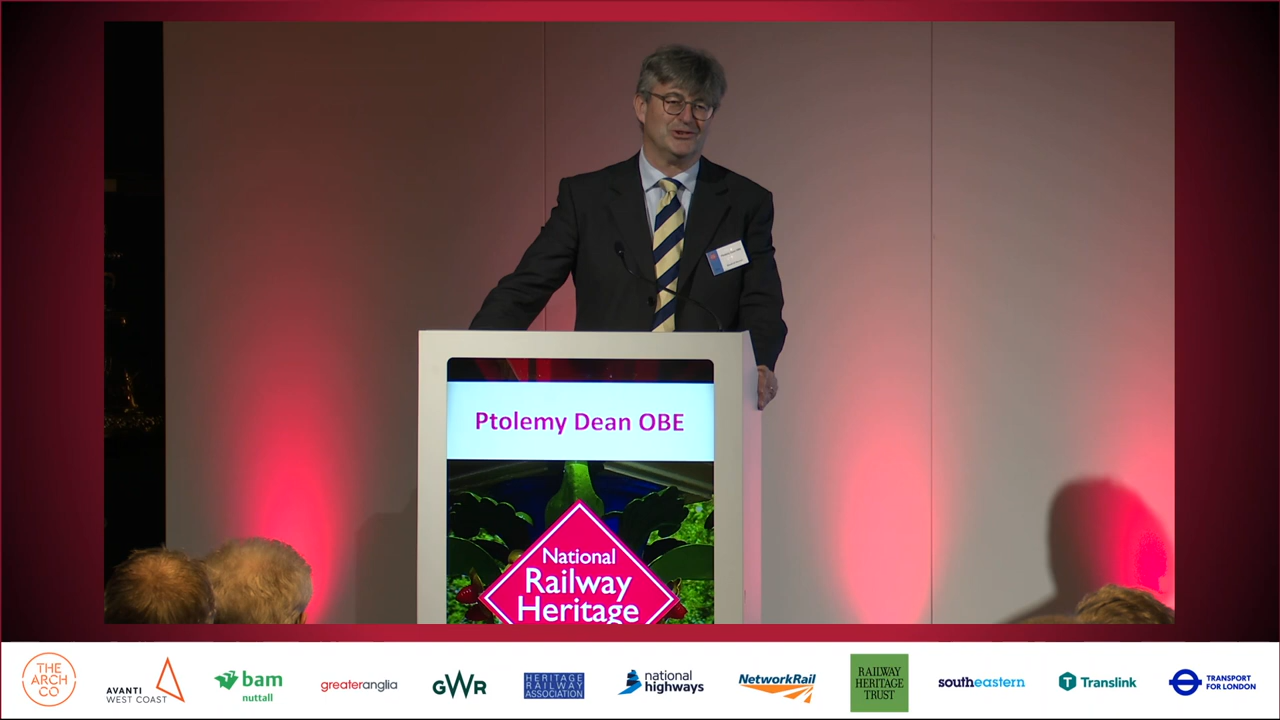 Ptolemy Dean OBE
National
Railway
Heritage
THE
ARCH
CO
AVANTI
WEST COAST
bam
nuttall
greateranglia
GWR
HERITAGE
RAILWAY
ASSOCIATION
national
highways
NetworkRail
RAILWAY
HERITAGE
TRUST
southeastern
Translink
TRANSPORT
FOR LONDON